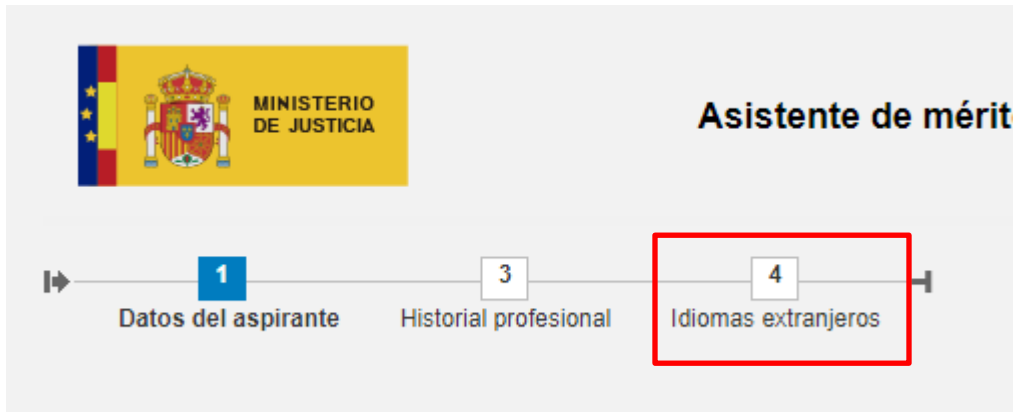 MINISTERIO
DE JUSTICIA
Asistente de mérit
1
3
4
Datos del aspirante
Historial profesional
Idiomas extranjeros